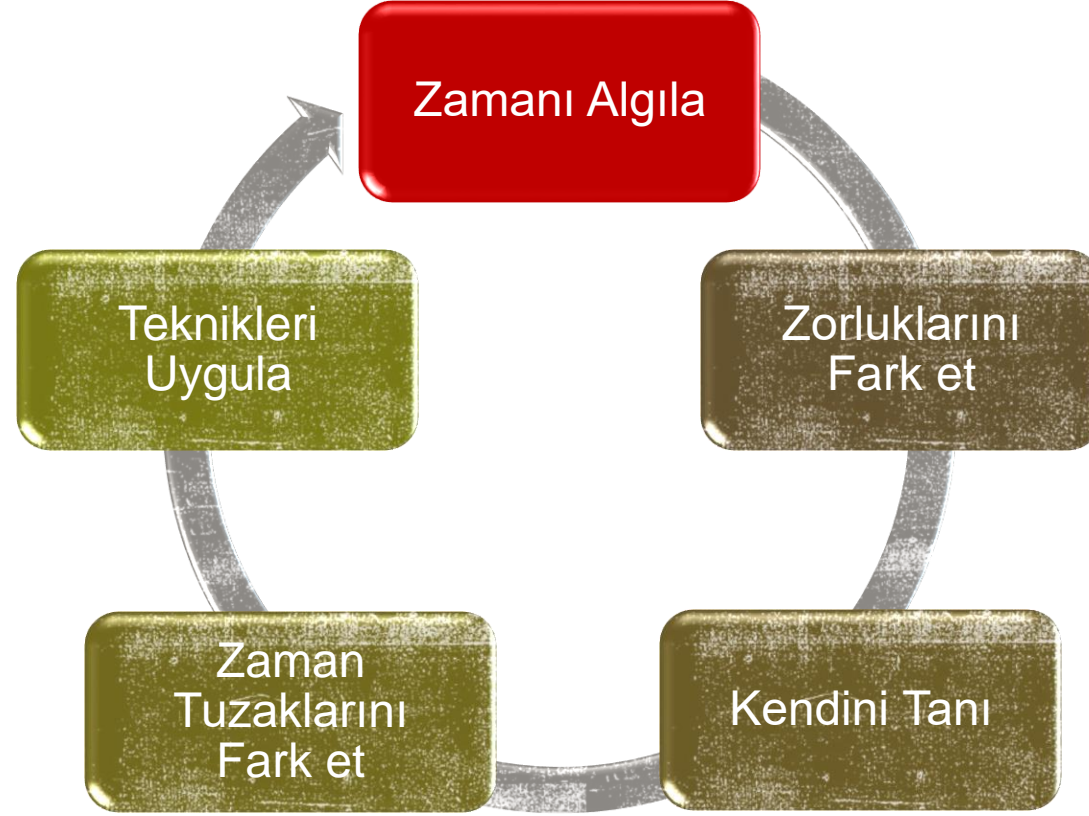 Zamanı Algıla
Zorluklarını
Fark et
Kendini Tanı
Zaman
Tuzaklarını
Fark et
Teknikleri
Uygula